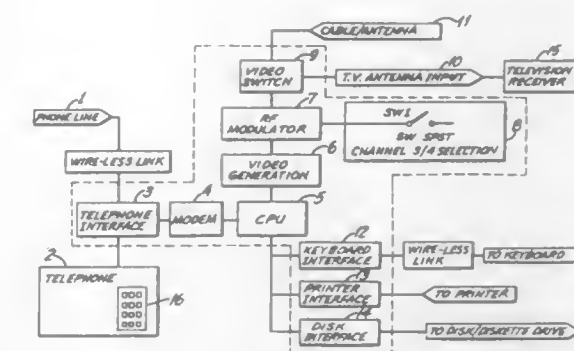 11
CABLE/ANTENNA
9
VIDEO SWITCH
10
T.V. ANTENNA INPUT
15
TELEVISION RECEIVER
1
PHONE LINE
7
RF MODULATOR
SW1
SW SPST
CHANNEL 3/4 SELECTION
8
WIRE-LESS LINK
6
VIDEO GENERATION
3
TELEPHONE INTERFACE
4
MODEM
5
CPU
2
TELEPHONE
16
12
KEYBOARD INTERFACE
WIRE-LESS LINK
TO KEYBOARD
13
PRINTER INTERFACE
TO PRINTER
14
DISK INTERFACE
TO DISK/DISKETTE DRIVE